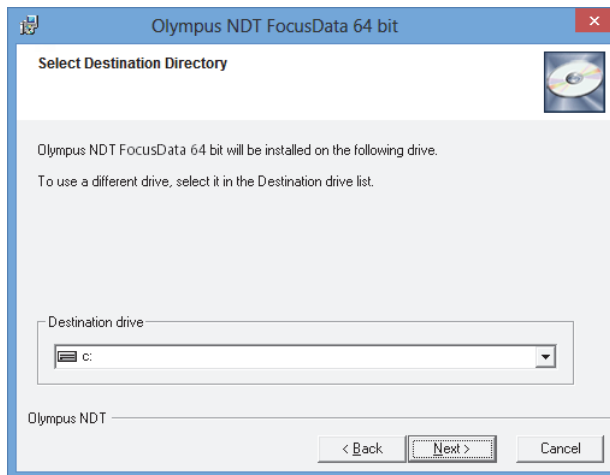 Olympus NDT FocusData 64 bit
Select Destination Directory
Olympus NDT FocusData 64 bit will be installed on the following drive.
To use a different drive, select it in the Destination drive list.
Destination drive
c:
Olympus NDT
< Back
Next >
Cancel